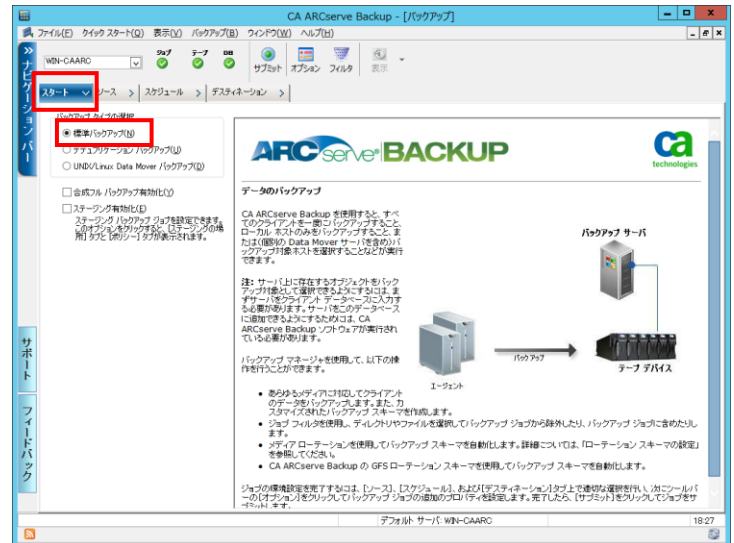 CA ARCserve Backup - [バックアップ]
ファイル(F) クイック スタート(Q) 表示(V) バックアップ(B) ウィンドウ(W) ヘルプ(H)
ナビゲーション バー
WIN-CAARC
ジョブ テープ DB
サブミット オプション フィルタ 表示
スタート ソース スケジュール デスティネーション
バックアップ タイプの選択
標準バックアップ(N)
デデュプリケーション バックアップ(U)
UNIX/Linux Data Mover バックアップ(D)
合成フル バックアップ有効化(Y)
ステージング有効化(E)
ステージング バックアップ ジョブを設定できます。
このオプションをクリックすると、[ステージングの場
所] タブと [ポリシー] タブが表示されます。
サポート
フィードバック
ARCserve® BACKUP
ca
technologies
データのバックアップ
CA ARCserve Backup を使用すると、すべ
てのクライアントを一度にバックアップすること、
ローカル ホストのみをバックアップすること、ま
たは(個別の Data Mover サーバを含め)バ
ックアップ対象ホストを選択することなどが実行
できます。
注: サーバ上に存在するオブジェクトをバック
アップ対象として選択できるようにするには、ま
ずサーバをクライアント データベースに入力す
る必要があります。サーバをこのデータベース
に追加できるようにするためには、CA
ARCserve Backup ソフトウェアが実行され
ている必要があります。
バックアップ マネージャを使用して、以下の操
作を行うことができます。
バックアップ サーバ
エージェント
バックアップ
テープ デバイス
• あらゆるメディアに対応してクライアント
のデータをバックアップします。また、カ
スタマイズされたバックアップ スキーマを作成します。
• ジョブ フィルタを使用し、ディレクトリやファイルを選択してバックアップ ジョブから除外したり、バックアップ ジョブに含めたりし
ます。
• メディア ローテーションを使用してバックアップ スキーマを自動化します。詳細については、「ローテーション スキーマの設定」
を参照してください。
• CA ARCserve Backup の GFS ローテーション スキーマを使用してバックアップ スキーマを自動化します。
ジョブの環境設定を完了するには、[ソース]、[スケジュール]、および[デスティネーション]タブ上で適切な選択を行い、次にツールバ
ーの[オプション]をクリックしてバックアップ ジョブの追加のプロパティを設定します。完了したら、[サブミット]をクリックしてジョブをサ
ブミットします。
デフォルト サーバ: WIN-CAARC
18:27